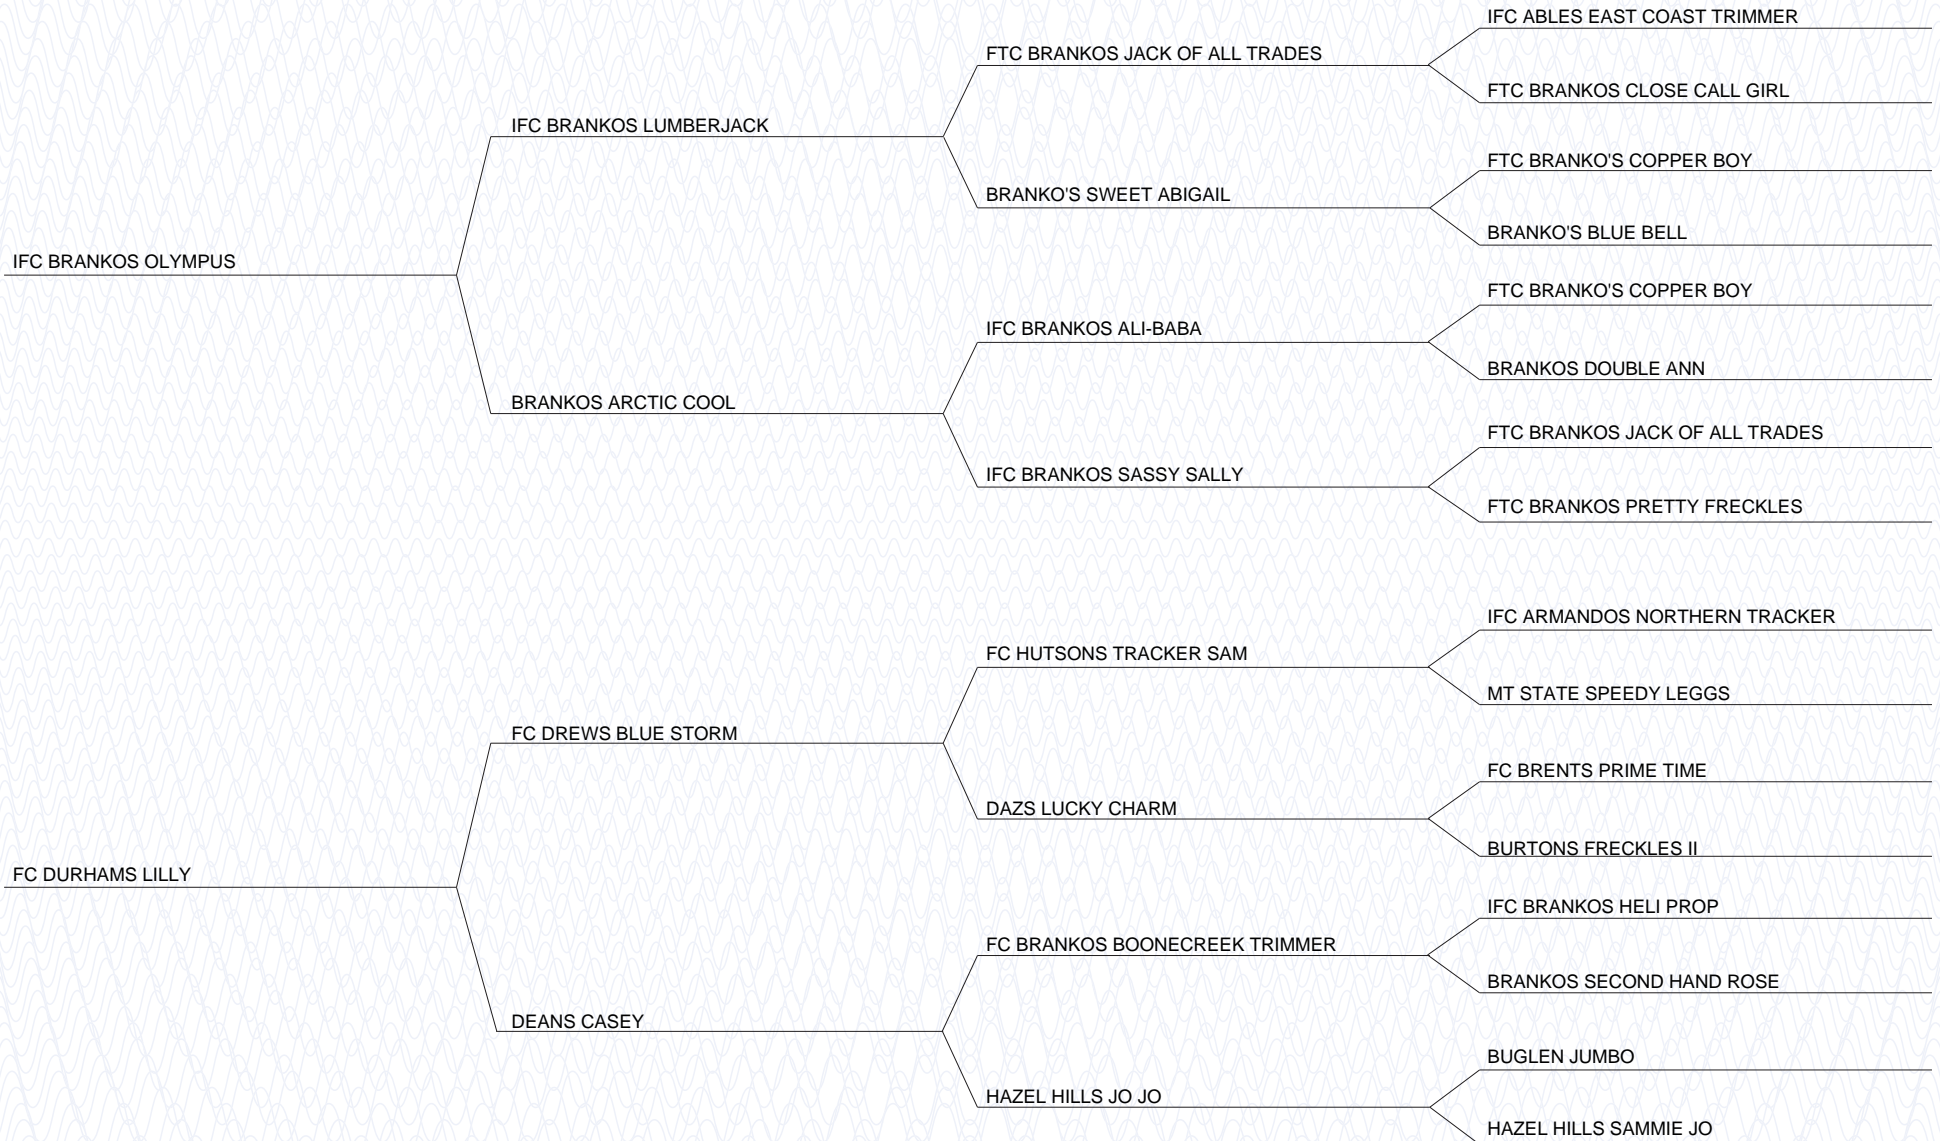 IFC ABLES EAST COAST TRIMMER
FTC BRANKOS JACK OF ALL TRADES
FTC BRANKOS CLOSE CALL GIRL
IFC BRANKOS LUMBERJACK
FTC BRANKO'S COPPER BOY
BRANKO'S SWEET ABIGAIL
BRANKO'S BLUE BELL
IFC BRANKOS OLYMPUS
FTC BRANKO'S COPPER BOY
IFC BRANKOS ALI-BABA
BRANKOS DOUBLE ANN
BRANKOS ARCTIC COOL
FTC BRANKOS JACK OF ALL TRADES
IFC BRANKOS SASSY SALLY
FTC BRANKOS PRETTY FRECKLES
IFC ARMANDOS NORTHERN TRACKER
FC HUTSONS TRACKER SAM
MT STATE SPEEDY LEGGS
FC DREWS BLUE STORM
FC BRENTS PRIME TIME
DAZS LUCKY CHARM
BURTONS FRECKLES II
FC DURHAMS LILLY
IFC BRANKOS HELI PROP
FC BRANKOS BOONECREEK TRIMMER
BRANKOS SECOND HAND ROSE
DEANS CASEY
BUGLEN JUMBO
HAZEL HILLS JO JO
HAZEL HILLS SAMMIE JO